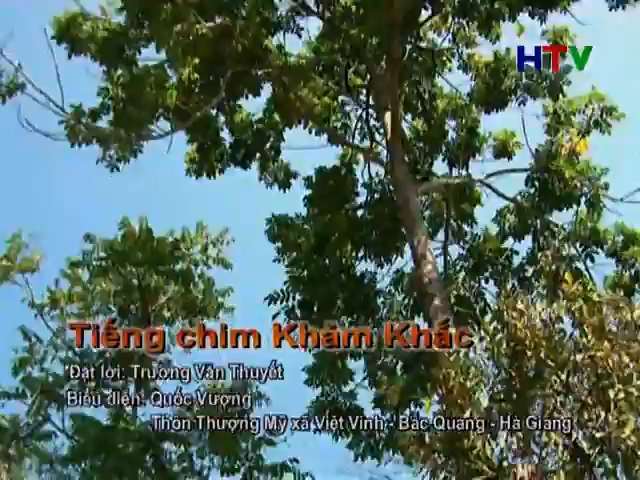 HTV
Tiếng chim Khảm Khắc
Đặt lời: Trương Văn Thuyết
Biểu diễn: Quốc Vượng
Thôn Thượng Mỹ xã Việt Vinh - Bắc Quang - Hà Giang